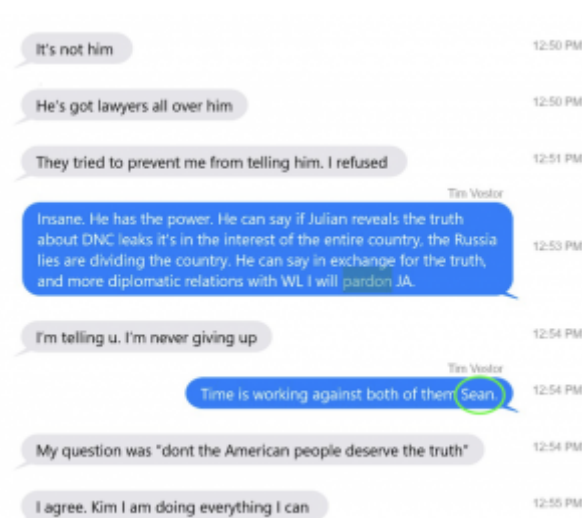 It's not him
12:50 PM
He's got lawyers all over him
12:50 PM
They tried to prevent me from telling him. I refused
12:51 PM
Tim Vestor
Insane. He has the power. He can say if Julian reveals the truth
about DNC leaks it's in the interest of the entire country, the Russia
lies are dividing the country. He can say in exchange for the truth,
and more diplomatic relations with WL I will pardon JA.
12:53 PM
I'm telling u. I'm never giving up
12:54 PM
Tim Vestor
Time is working against both of them Sean.
12:54 PM
My question was "dont the American people deserve the truth"
12:54 PM
I agree. Kim I am doing everything I can
12:55 PM